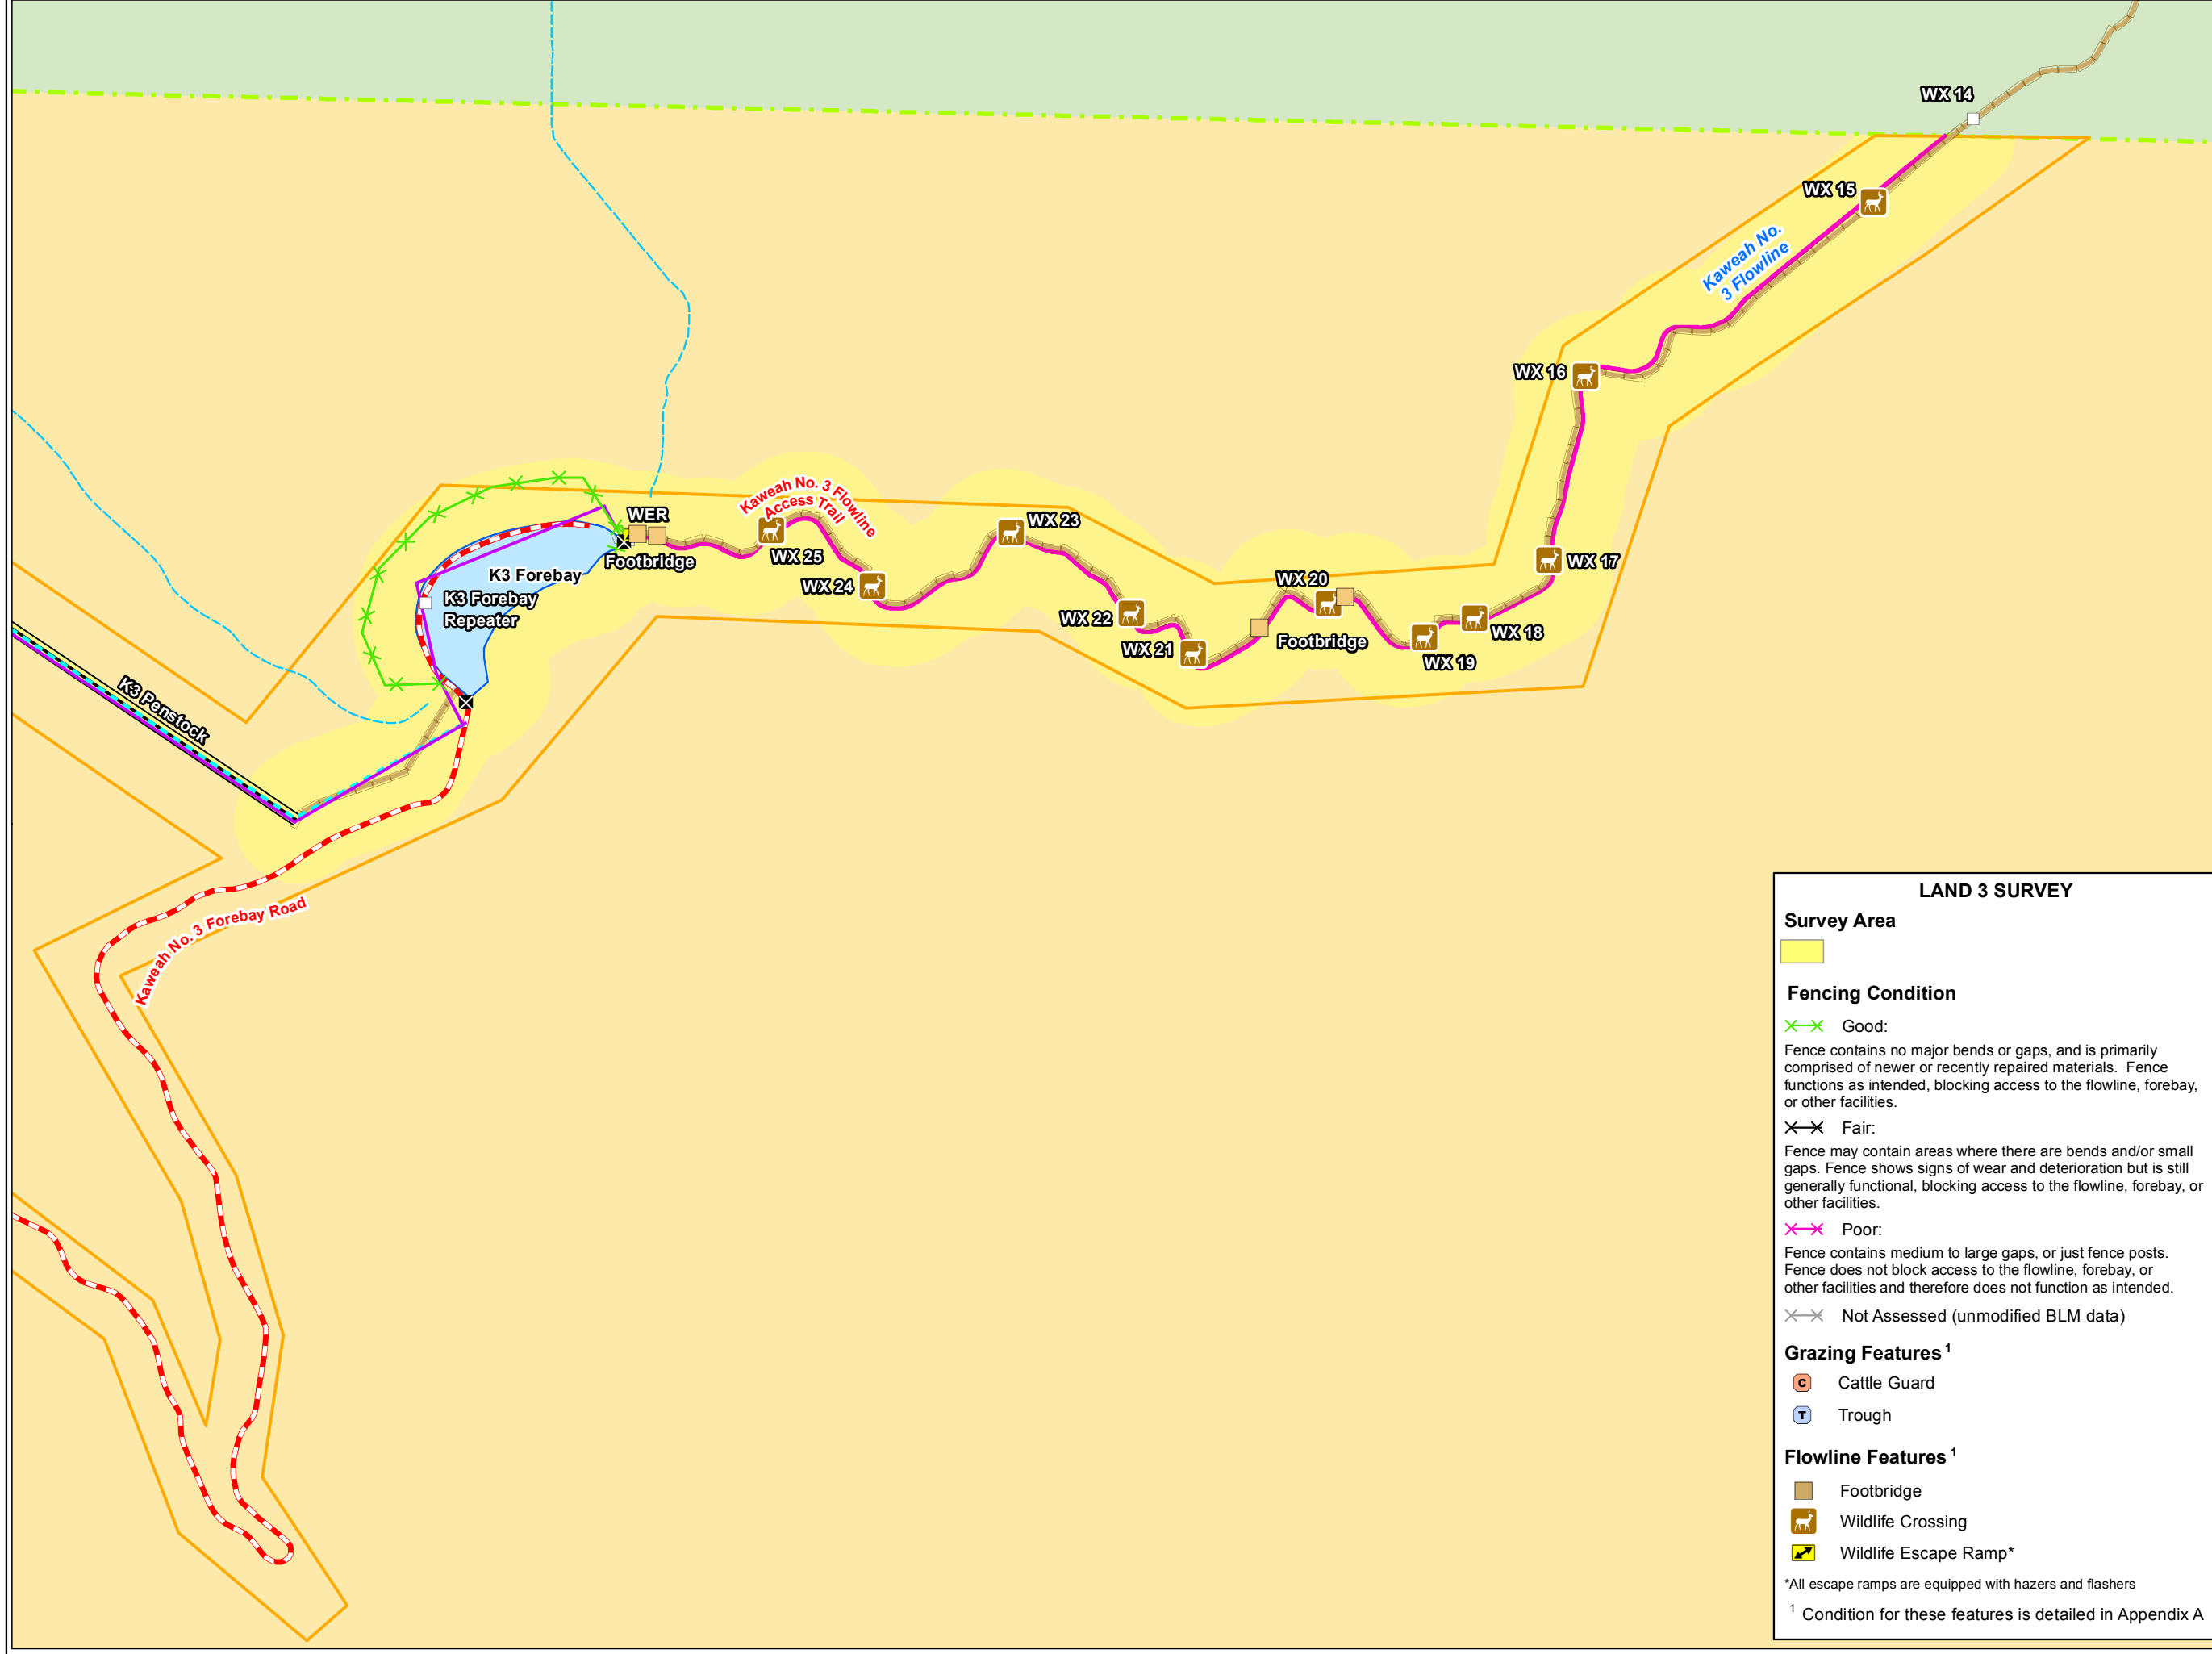 WX 14
WX 15
Kaweah No.
3 Flowline
WX 16
WX 17
WX 18
WX 19
WX 20
Footbridge
WX 21
WX 22
WX 23
WX 24
WX 25
Kaweah No. 3 Flowline
Access Trail
WER
Footbridge
K3 Forebay
K3 Forebay
Repeater
K3 Penstock
Kaweah No. 3 Forebay Road
LAND 3 SURVEY
Survey Area
Fencing Condition
Good:
Fence contains no major bends or gaps, and is primarily
comprised of newer or recently repaired materials. Fence
functions as intended, blocking access to the flowline, forebay,
or other facilities.
Fair:
Fence may contain areas where there are bends and/or small
gaps. Fence shows signs of wear and deterioration but is still
generally functional, blocking access to the flowline, forebay, or
other facilities.
Poor:
Fence contains medium to large gaps, or just fence posts.
Fence does not block access to the flowline, forebay, or
other facilities and therefore does not function as intended.
Not Assessed (unmodified BLM data)
Grazing Features 1
C Cattle Guard
T Trough
Flowline Features 1
Footbridge
Wildlife Crossing
Wildlife Escape Ramp*
*All escape ramps are equipped with hazers and flashers
1 Condition for these features is detailed in Appendix A